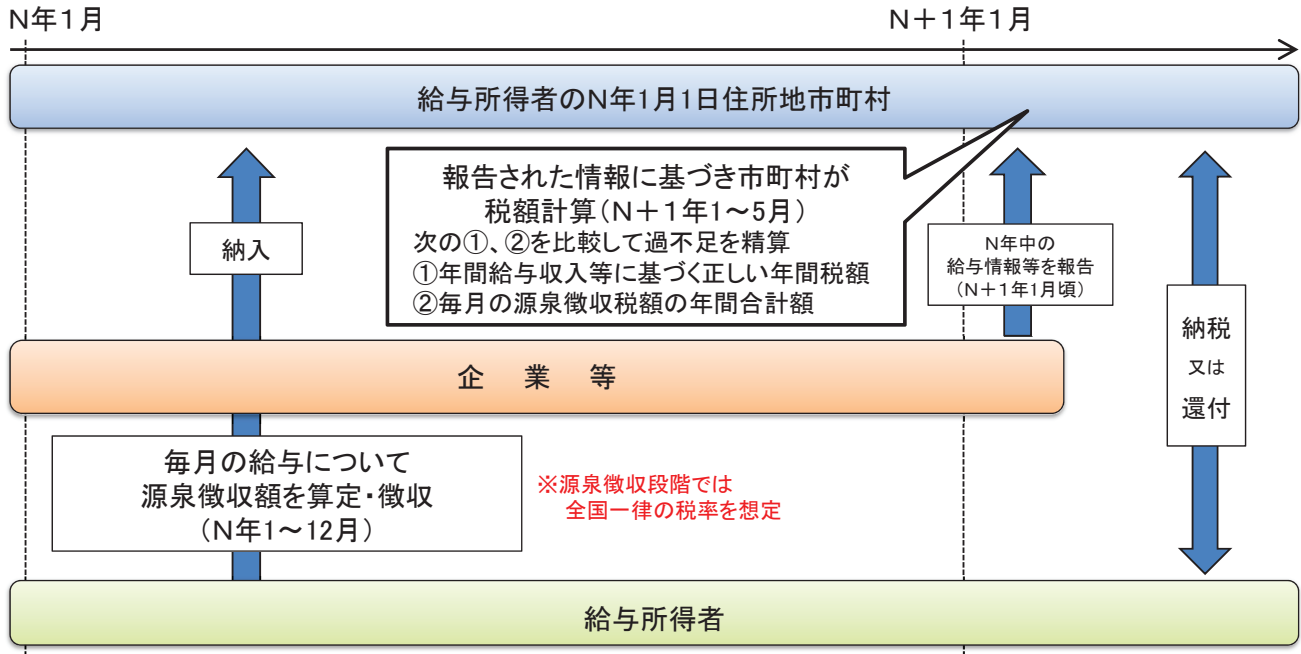 N年1月
N+1年1月
給与所得者のN年1月1日住所地市町村
報告された情報に基づき市町村が
税額計算(N+1年1～5月)
次の①、②を比較して過不足を精算
①年間給与収入等に基づく正しい年間税額
②毎月の源泉徴収税額の年間合計額
納入
N年中の
給与情報等を報告
(N+1年1月頃)
納税
又は
還付
企 業 等
毎月の給与について
源泉徴収額を算定・徴収
(N年1～12月)
※源泉徴収段階では
全国一律の税率を想定
給与所得者